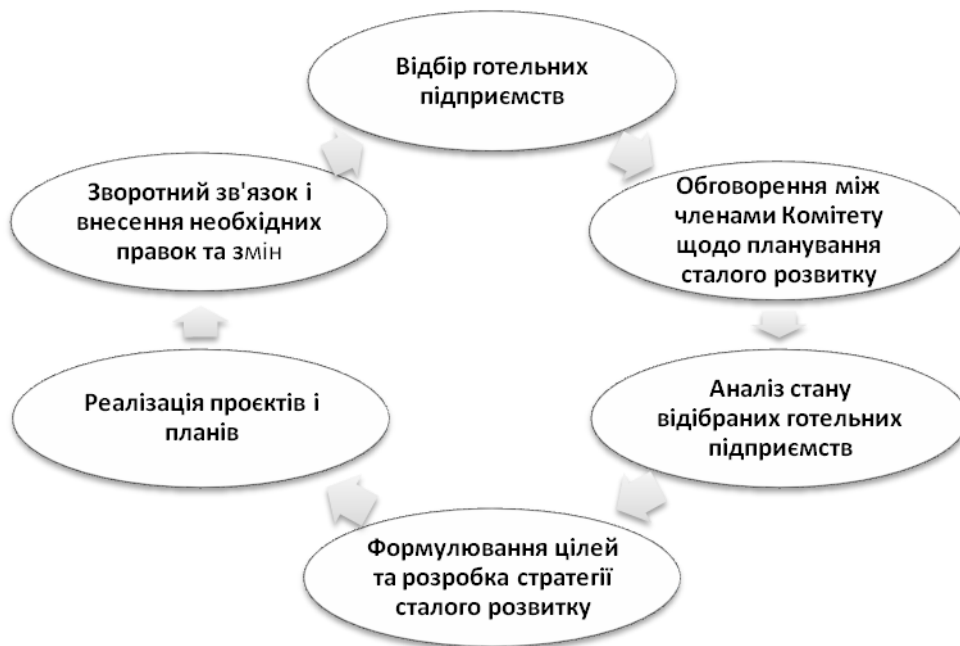 Відбір готельних
підприємств
Обговорення між
членами Комітету
щодо планування
сталого розвитку
Аналіз стану
відібраних готельних
підприємств
Формулювання цілей
та розробка стратегії
сталого розвитку
Реалізація проєктів і
планів
Зворотний зв'язок і
внесення необхідних
правок та змін